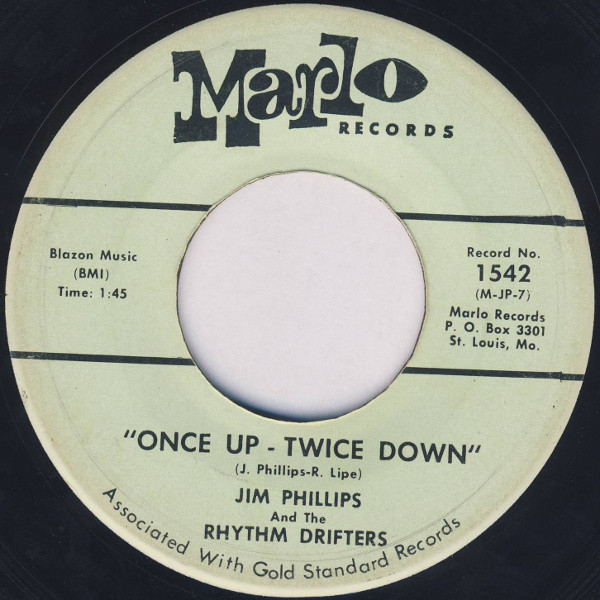 Marlo
RECORDS
Blazon Music
(BMI)
Time: 1:45
Record No.
1542
(M-JP-7)
Marlo Records
P. O. Box 3301
St. Louis, Mo.
"ONCE UP - TWICE DOWN"
(J. Phillips-R. Lipe)
JIM PHILLIPS
And The
RHYTHM DRIFTERS
Associated With Gold Standard Records